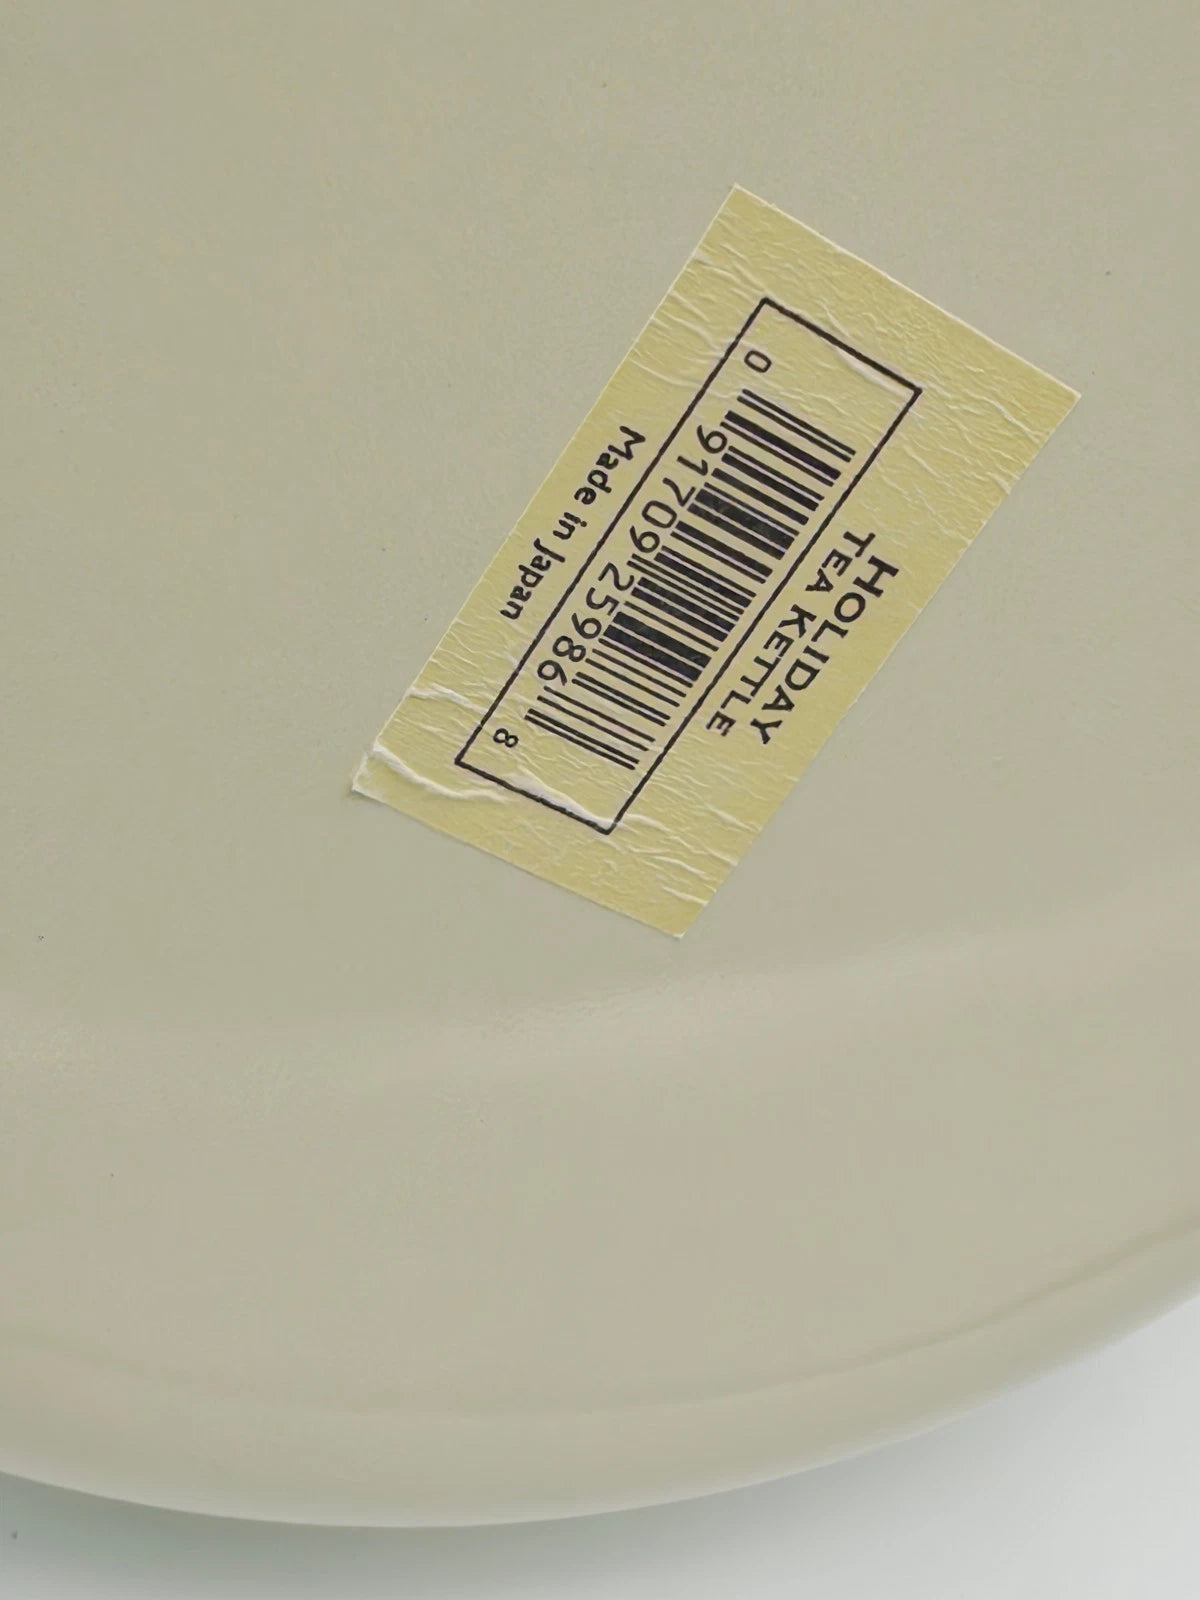 HOLIDAY
TEA KETTLE
0 91709 25986 8
Made in Japan